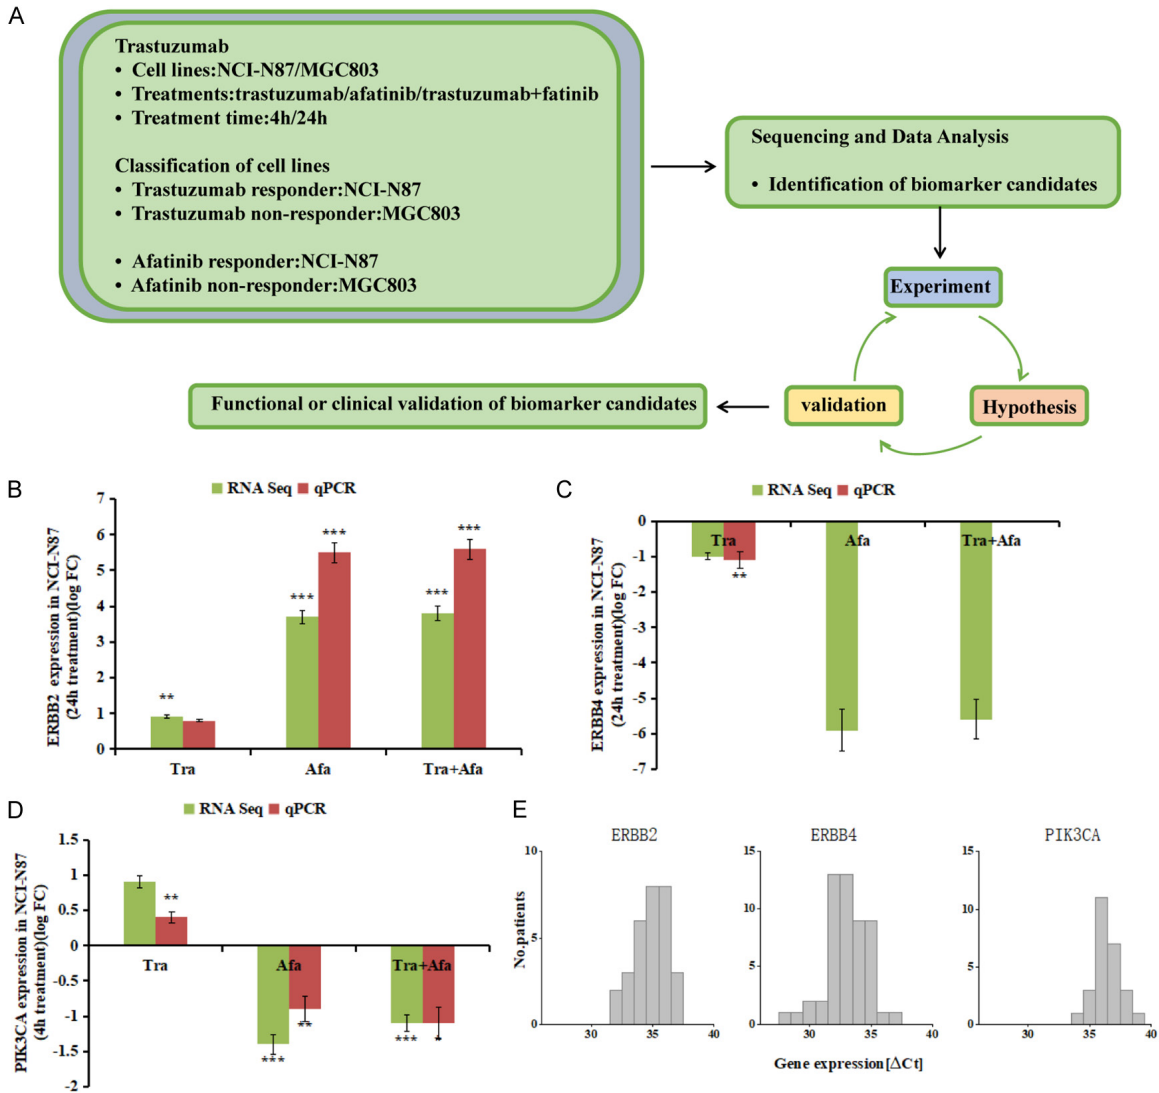 A
Trastuzumab
• Cell lines:NCI-N87/MGC803
• Treatments:trastuzumab/afatinib/trastuzumab+fatinib
• Treatment time:4h/24h
Classification of cell lines
• Trastuzumab responder:NCI-N87
• Trastuzumab non-responder:MGC803
• Afatinib responder:NCI-N87
• Afatinib non-responder:MGC803
Sequencing and Data Analysis
• Identification of biomarker candidates
Experiment
Hypothesis
validation
Functional or clinical validation of biomarker candidates
B
RNA Seq qPCR
ERBB2 expression in NCI-N87
(24h treatment)(log FC)
7
6
5
4
3
2
1
0
** *** *** *** ***
Tra Afa Tra+Afa
C
RNA Seq qPCR
ERBB4 expression in NCI-N87
(24h treatment)(log FC)
0
-1
-2
-3
-4
-5
-6
-7
Tra Afa Tra+Afa
**
D
RNA Seq qPCR
PIK3CA expression in NCI-N87
(4h treatment)(log FC)
1.5
1
0.5
0
-0.5
-1
-1.5
-2
**
Tra Afa Tra+Afa
*** ** *** *
E
ERBB2 ERBB4 PIK3CA
No.patients
10
5
0
30 35 40
15
10
5
0
30 35 40
15
10
5
0
30 35 40
Gene expression[ΔCt]